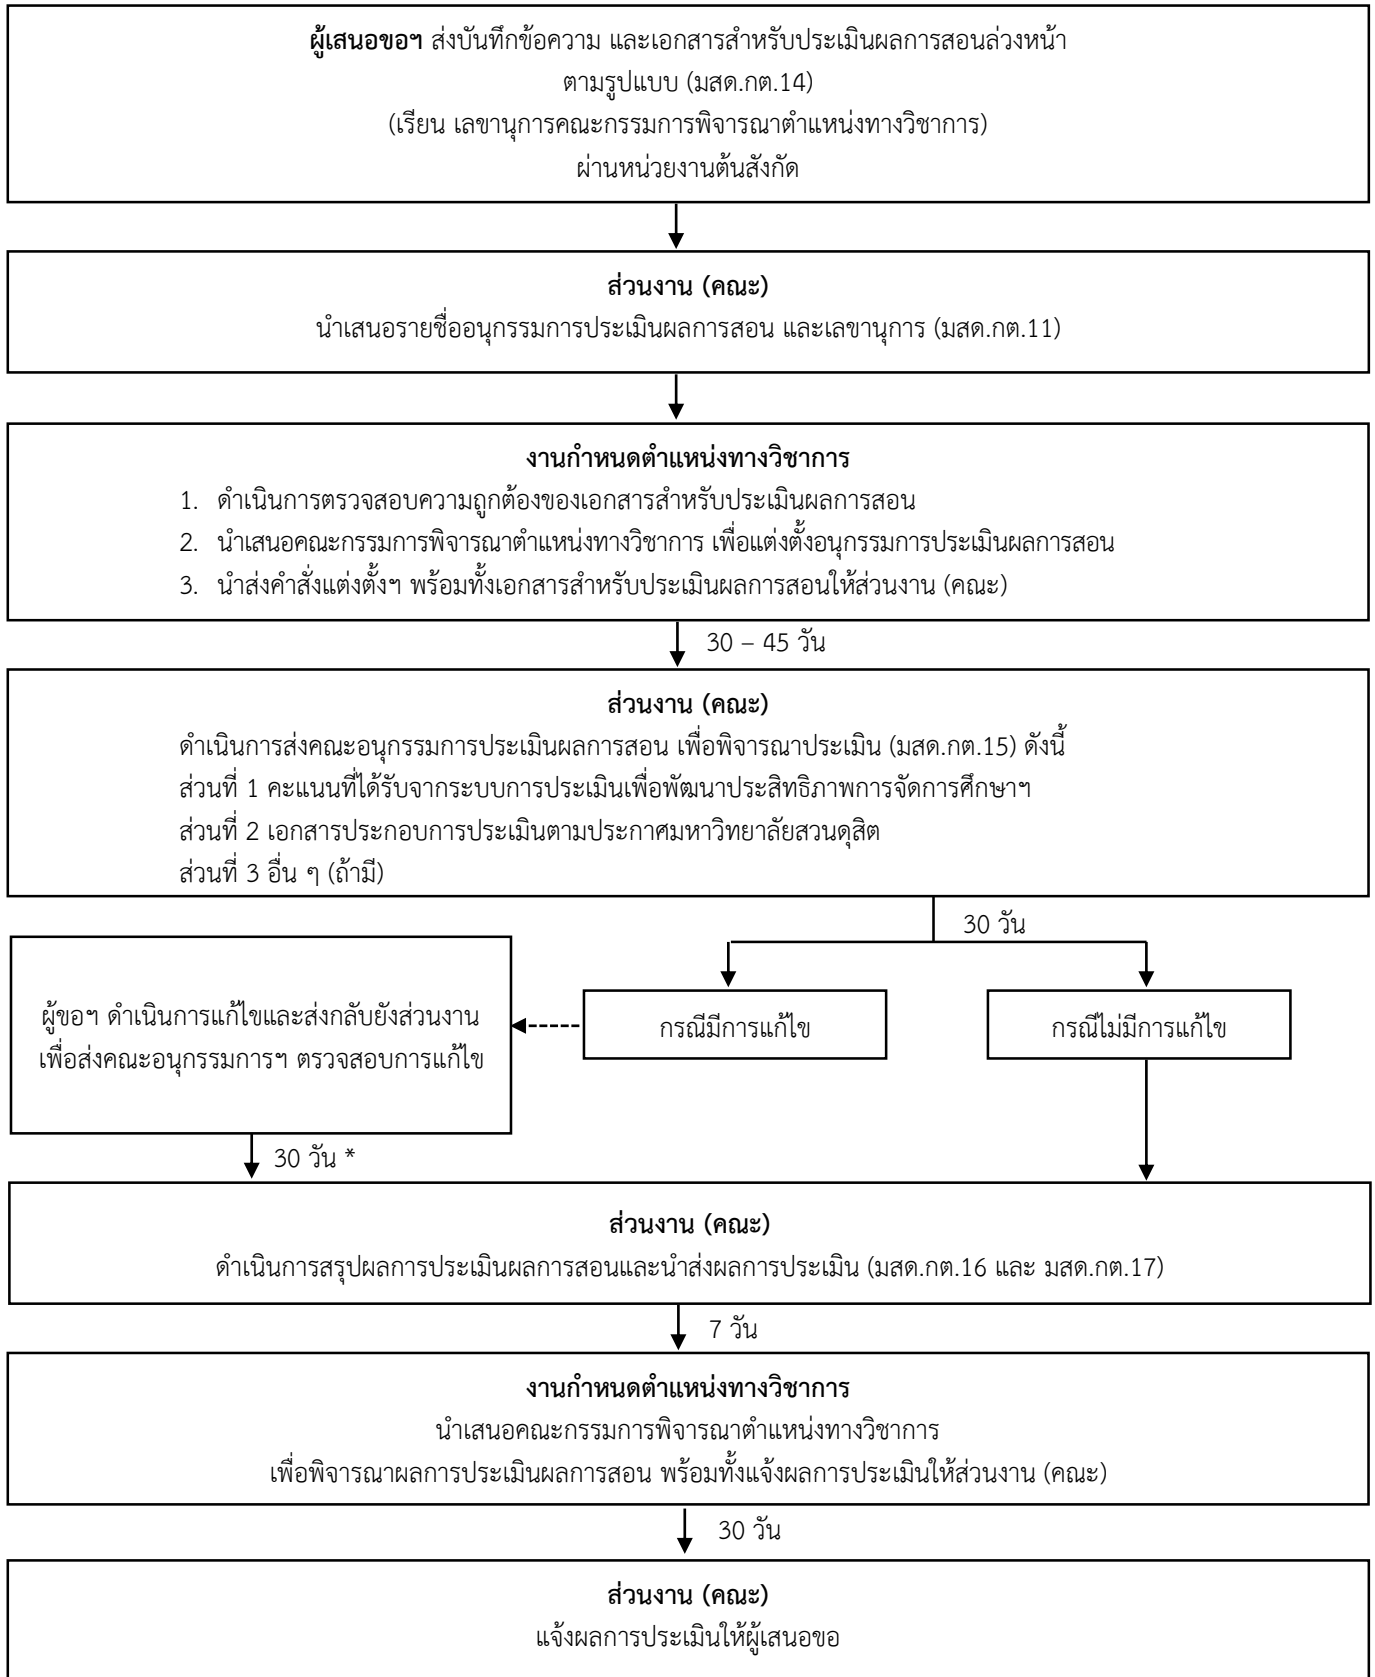 ผู้เสนอขอฯ ส่งบันทึกข้อความ และเอกสารสำหรับประเมินผลการสอนล่วงหน้า
ตามรูปแบบ (มสด.กต.14)
(เรียน เลขานุการคณะกรรมการพิจารณาตำแหน่งทางวิชาการ)
ผ่านหน่วยงานต้นสังกัด
ส่วนงาน (คณะ)
นำเสนอรายชื่ออนุกรรมการประเมินผลการสอน และเลขานุการ (มสด.กต.11)
งานกำหนดตำแหน่งทางวิชาการ
1. ดำเนินการตรวจสอบความถูกต้องของเอกสารสำหรับประเมินผลการสอน
2. นำเสนอคณะกรรมการพิจารณาตำแหน่งทางวิชาการ เพื่อแต่งตั้งอนุกรรมการประเมินผลการสอน
3. นำส่งคำสั่งแต่งตั้งฯ พร้อมทั้งเอกสารสำหรับประเมินผลการสอนให้ส่วนงาน (คณะ)
30 – 45 วัน
ส่วนงาน (คณะ)
ดำเนินการส่งคณะอนุกรรมการประเมินผลการสอน เพื่อพิจารณาประเมิน (มสด.กต.15) ดังนี้
ส่วนที่ 1 คะแนนที่ได้รับจากระบบการประเมินเพื่อพัฒนาประสิทธิภาพการจัดการศึกษาฯ
ส่วนที่ 2 เอกสารประกอบการประเมินตามประกาศมหาวิทยาลัยสวนดุสิต
ส่วนที่ 3 อื่น ๆ (ถ้ามี)
30 วัน
ผู้ขอฯ ดำเนินการแก้ไขและส่งกลับยังส่วนงาน
เพื่อส่งคณะอนุกรรมการฯ ตรวจสอบการแก้ไข
กรณีมีการแก้ไข
กรณีไม่มีการแก้ไข
30 วัน *
ส่วนงาน (คณะ)
ดำเนินการสรุปผลการประเมินผลการสอนและนำส่งผลการประเมิน (มสด.กต.16 และ มสด.กต.17)
7 วัน
งานกำหนดตำแหน่งทางวิชาการ
นำเสนอคณะกรรมการพิจารณาตำแหน่งทางวิชาการ
เพื่อพิจารณาผลการประเมินผลการสอน พร้อมทั้งแจ้งผลการประเมินให้ส่วนงาน (คณะ)
30 วัน
ส่วนงาน (คณะ)
แจ้งผลการประเมินให้ผู้เสนอขอ